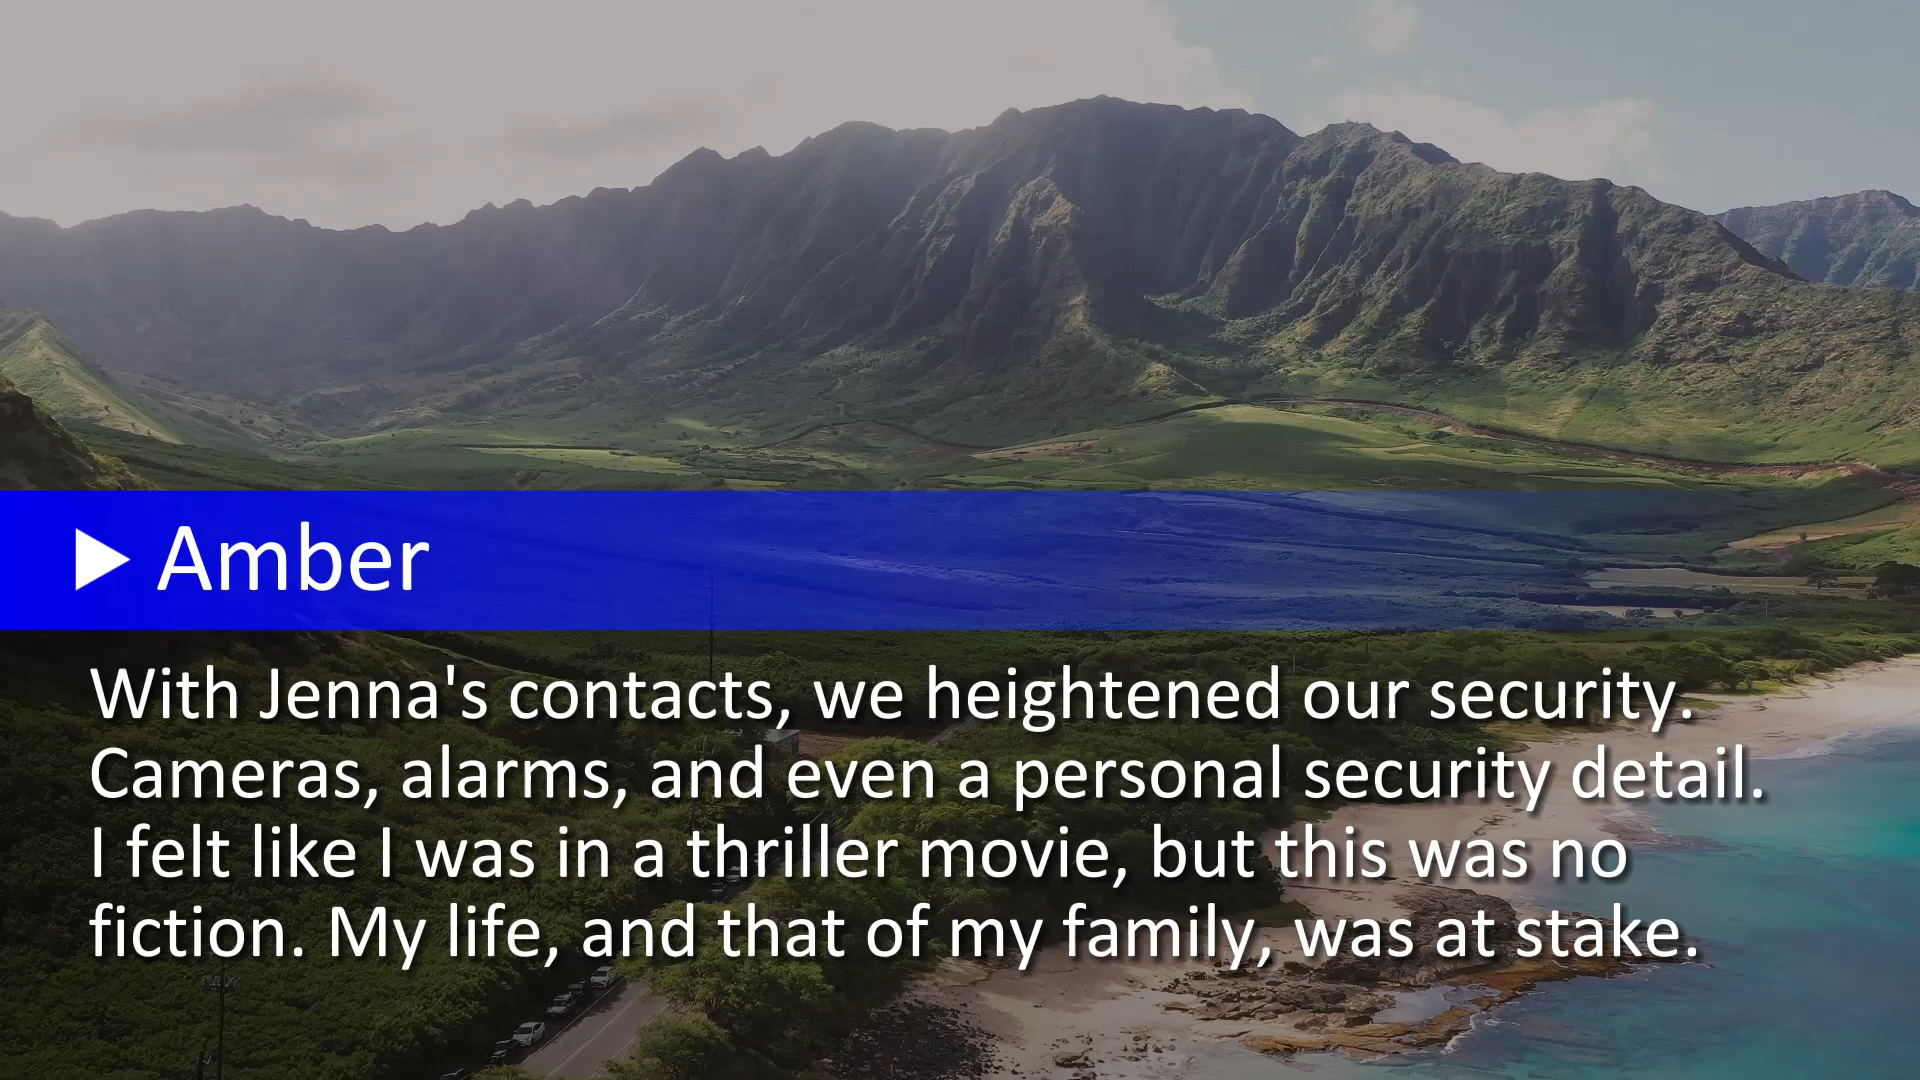 Amber
With Jenna's contacts, we heightened our security.
Cameras, alarms, and even a personal security detail.
I felt like I was in a thriller movie, but this was no
fiction. My life, and that of my family, was at stake.